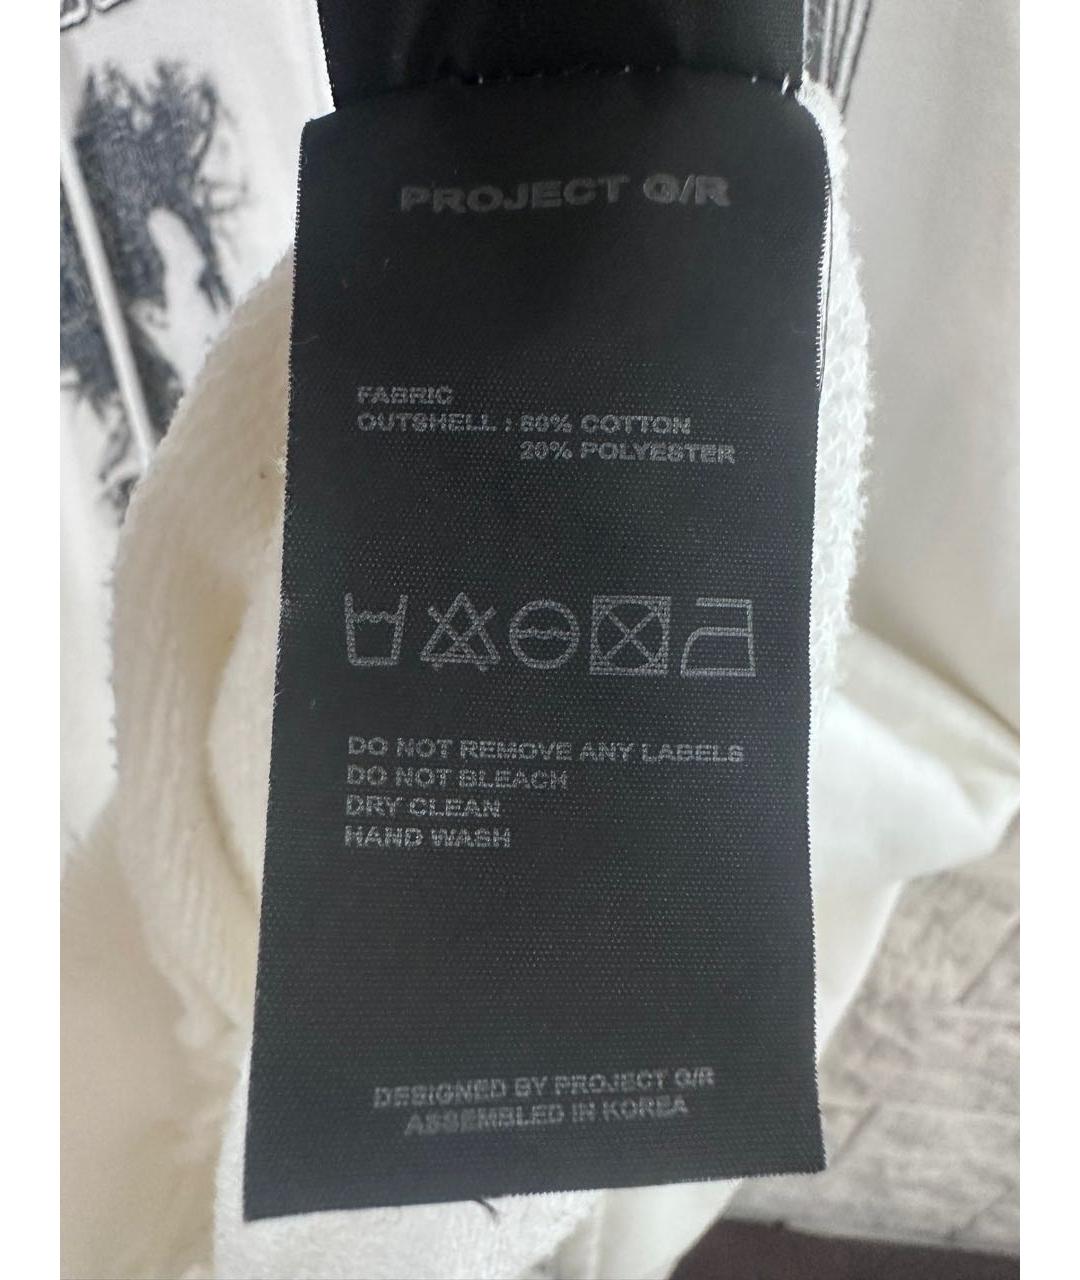 PROJECT G/R
FABRIC
OUTSHELL : 80% COTTON
20% POLYESTER
DO NOT REMOVE ANY LABELS
DO NOT BLEACH
DRY CLEAN
HAND WASH
DESIGNED BY PROJECT G/R
ASSEMBLED IN KOREA